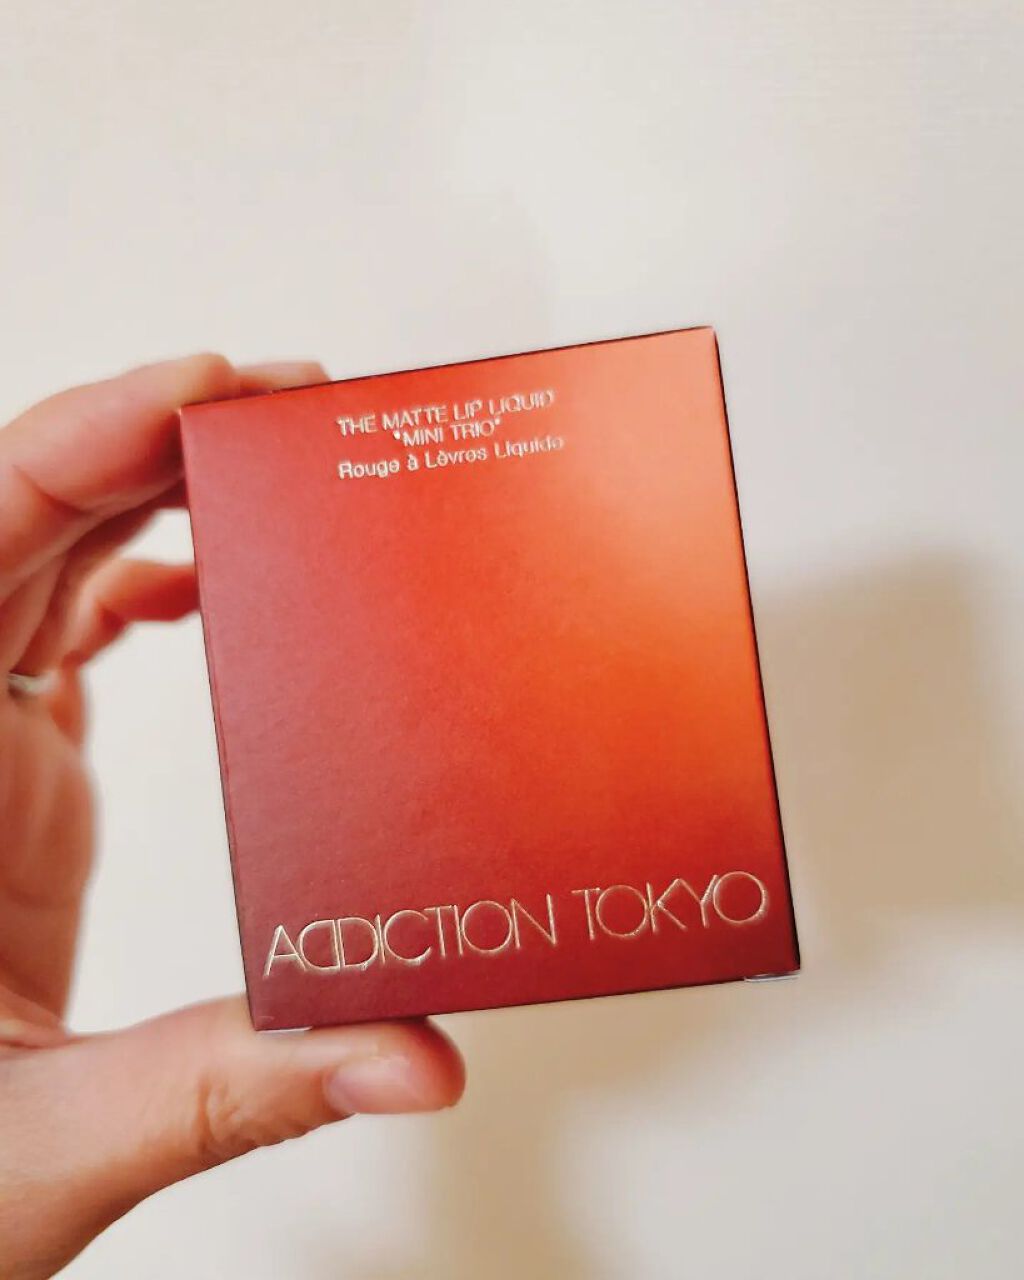 THE MATTE LIP LIQUID
"MINI TRIO"
Rouge à Lèvres Liquide
ADDICTION TOKYO